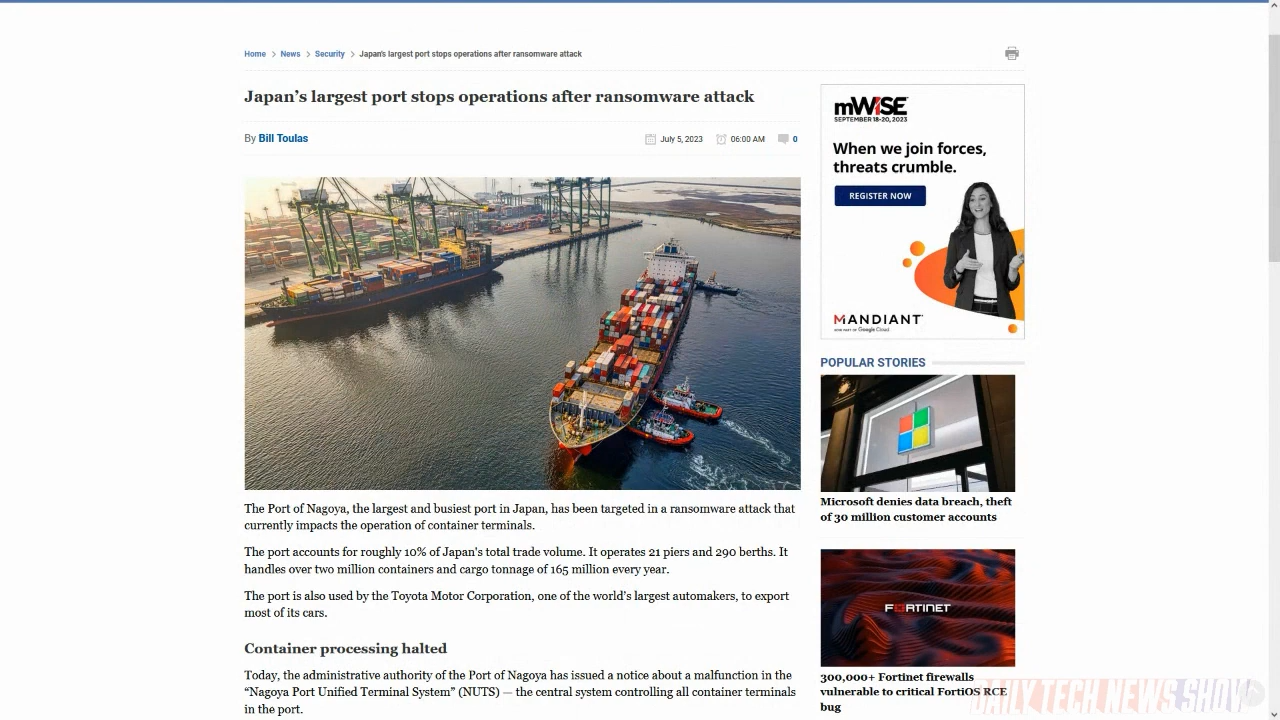 Home > News > Security > Japan's largest port stops operations after ransomware attack
Japan's largest port stops operations after ransomware attack
By Bill Toulas
July 5, 2023
06:00 AM
0
The Port of Nagoya, the largest and busiest port in Japan, has been targeted in a ransomware attack that
currently impacts the operation of container terminals.
The port accounts for roughly 10% of Japan's total trade volume. It operates 21 piers and 290 berths. It
handles over two million containers and cargo tonnage of 165 million every year.
The port is also used by the Toyota Motor Corporation, one of the world's largest automakers, to export
most of its cars.
Container processing halted
Today, the administrative authority of the Port of Nagoya has issued a notice about a malfunction in the
“Nagoya Port Unified Terminal System” (NUTS) — the central system controlling all container terminals
in the port.
mWISE
SEPTEMBER 18-20, 2023
When we join forces,
threats crumble.
REGISTER NOW
MANDIANT
NOW PART OF Google Cloud
POPULAR STORIES
Microsoft denies data breach, theft
of 30 million customer accounts
FORTINET
300,000+ Fortinet firewalls
vulnerable to critical FortiOS RCE
bug
DAILY TECH NEWS SHOW